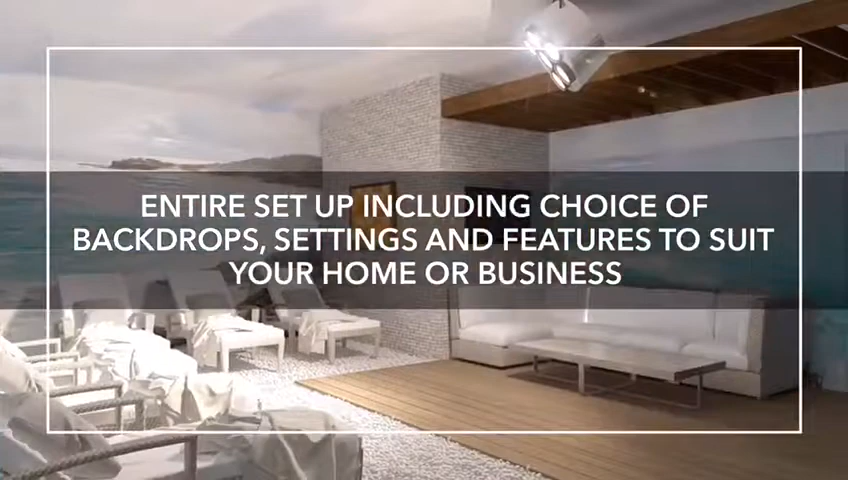 ENTIRE SET UP INCLUDING CHOICE OF
BACKDROPS, SETTINGS AND FEATURES TO SUIT
YOUR HOME OR BUSINESS